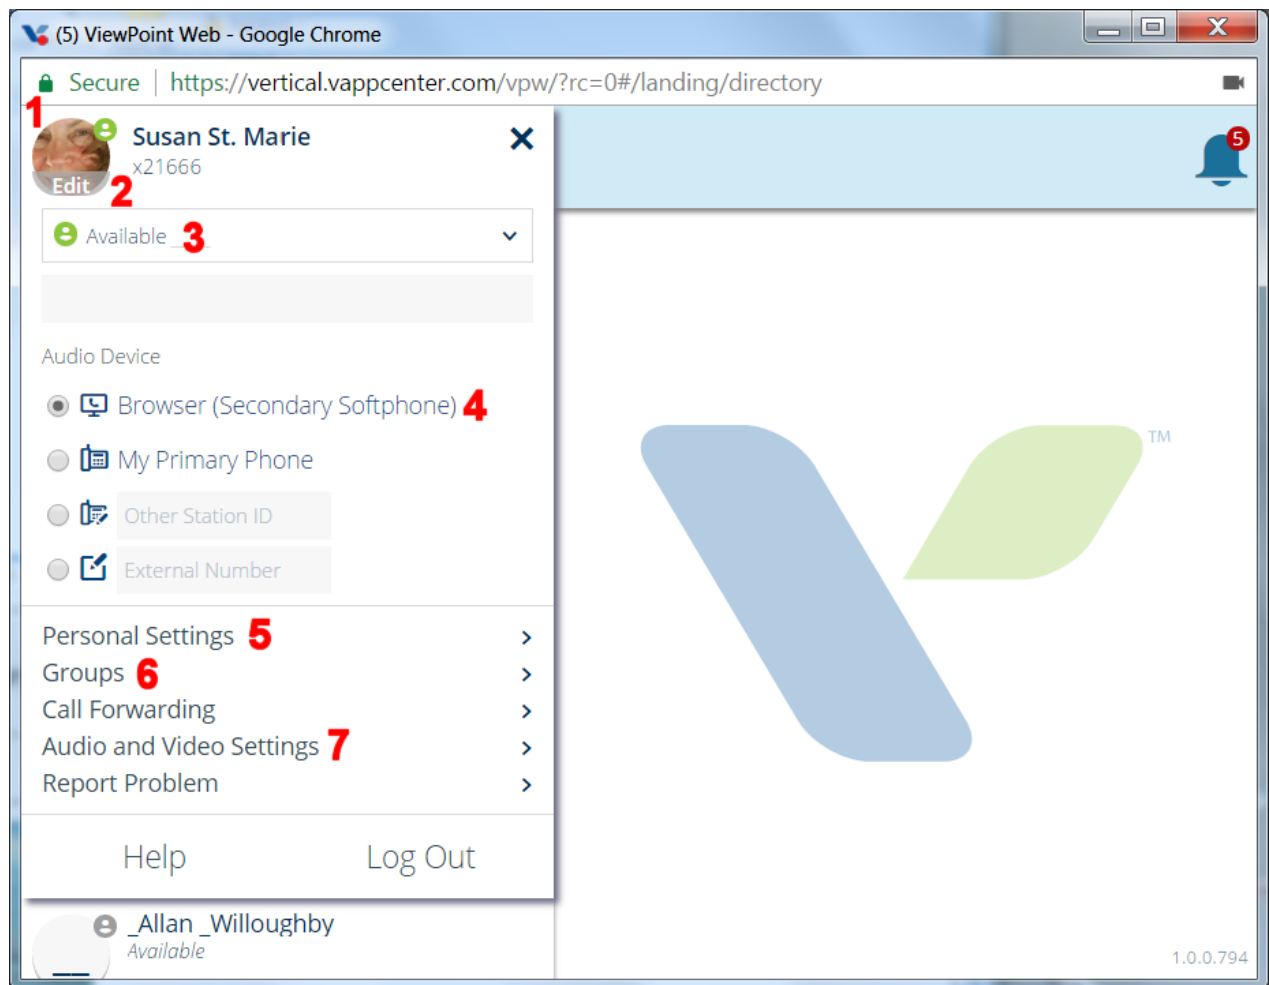 (5) ViewPoint Web - Google Chrome
Secure | https://vertical.vappcenter.com/vpw/?rc=0#/landing/directory
1
Susan St. Marie
5
x21666
Edit 2
Available 3
Audio Device
Browser (Secondary Softphone) 4
TM
My Primary Phone
Other Station ID
External Number
Personal Settings 5
Groups 6
Call Forwarding
Audio and Video Settings 7
Report Problem
Help Log Out
_Allan _Willoughby
Available
1.0.0.794